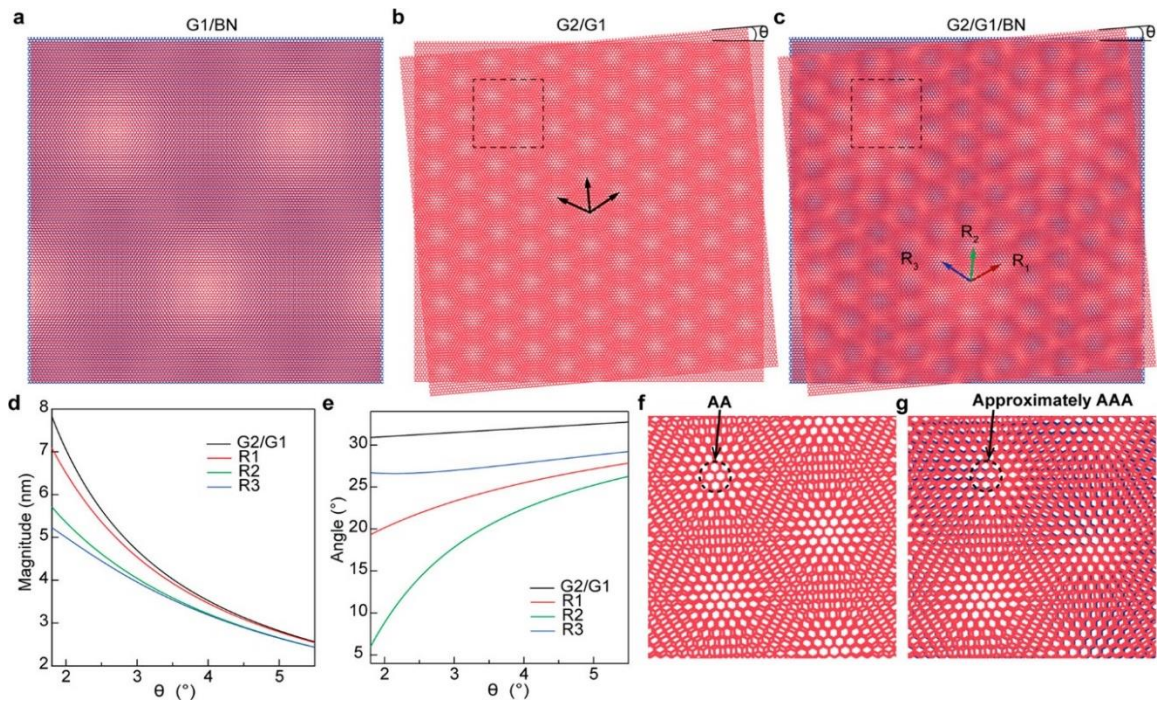 a G1/BN
b G2/G1
θ
c G2/G1/BN
θ
R3
R2
R1
d
Magnitude (nm)
8
7
6
5
4
3
2
G2/G1
R1
R2
R3
2 3 4 5
θ (°)
e
Angle (°)
30
25
20
15
10
5
G2/G1
R1
R2
R3
2 3 4 5
θ (°)
f AA
g Approximately AAA